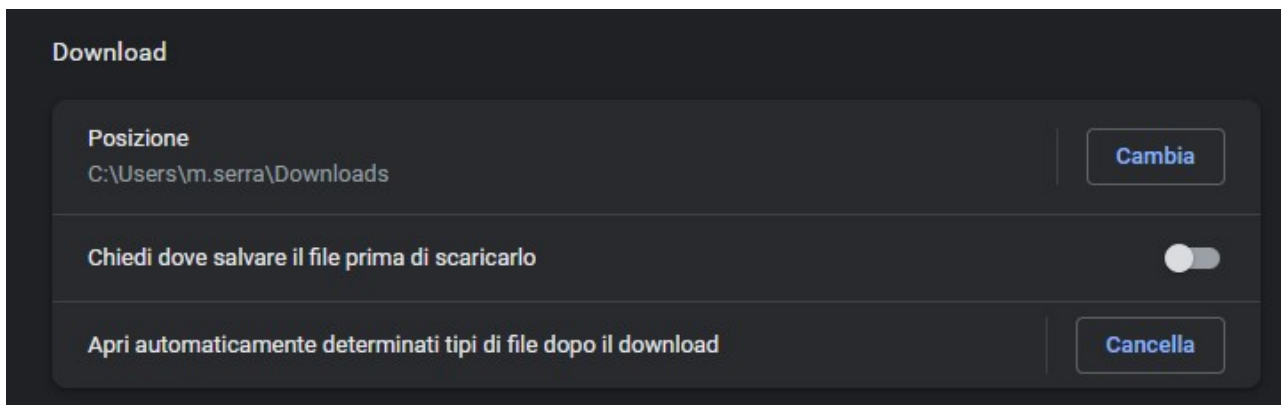 Download
Posizione
C:\Users\m.serra\Downloads
Cambia
Chiedi dove salvare il file prima di scaricarlo
Apri automaticamente determinati tipi di file dopo il download
Cancella